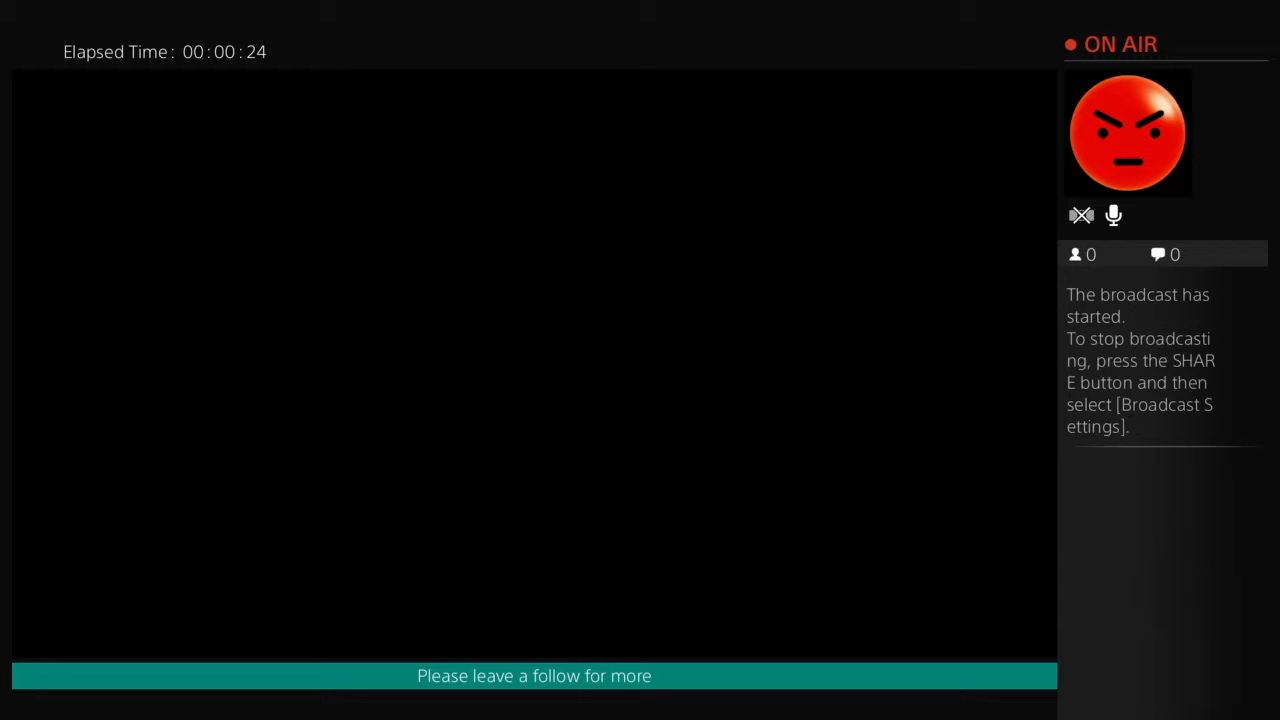 Elapsed Time: 00:00:24
ON AIR
0 0
The broadcast has
started.
To stop broadcasti
ng, press the SHAR
E button and then
select [Broadcast S
ettings].
Please leave a follow for more